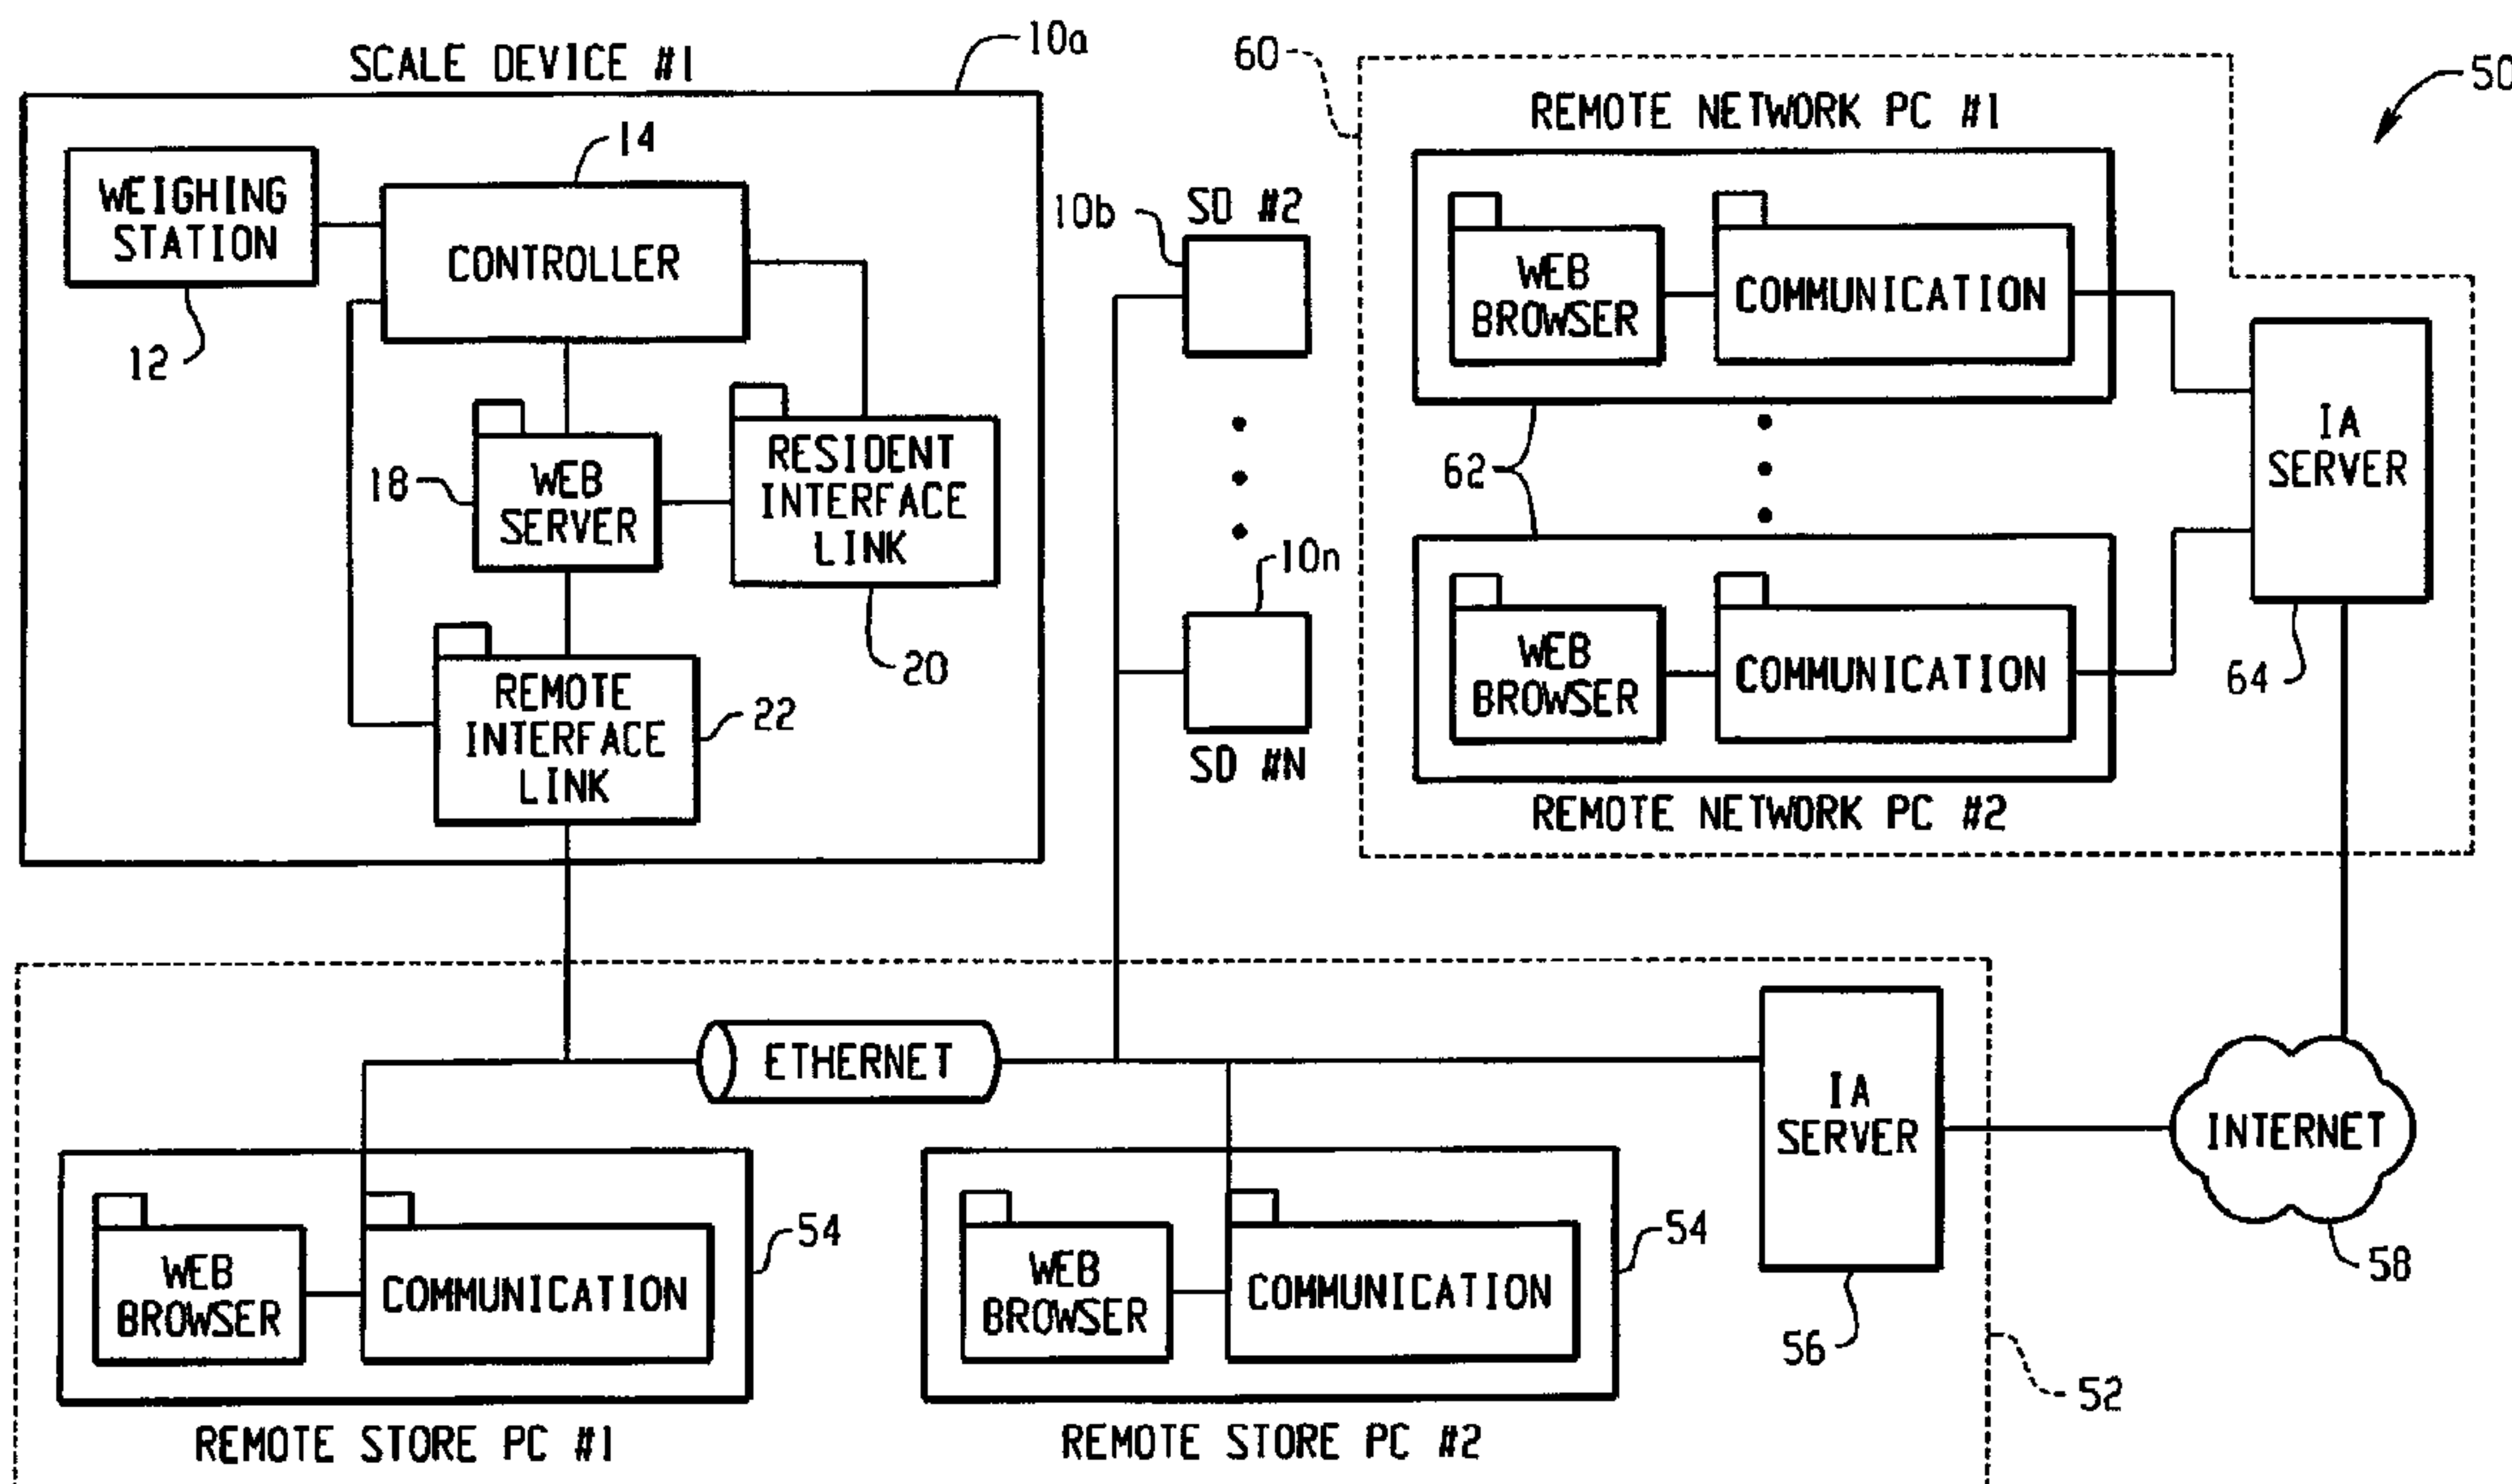 SCALE DEVICE #1
10a
WEIGHING
STATION
12
14
CONTROLLER
18
WEB
SERVER
RESIDENT
INTERFACE
LINK
20
REMOTE
INTERFACE
LINK
22
10b
SD #2
10n
SD #N
60
50
REMOTE NETWORK PC #1
WEB
BROWSER
COMMUNICATION
62
IA
SERVER
64
WEB
BROWSER
COMMUNICATION
REMOTE NETWORK PC #2
ETHERNET
IA
SERVER
56
INTERNET
58
52
WEB
BROWSER
COMMUNICATION
54
REMOTE STORE PC #1
WEB
BROWSER
COMMUNICATION
54
REMOTE STORE PC #2